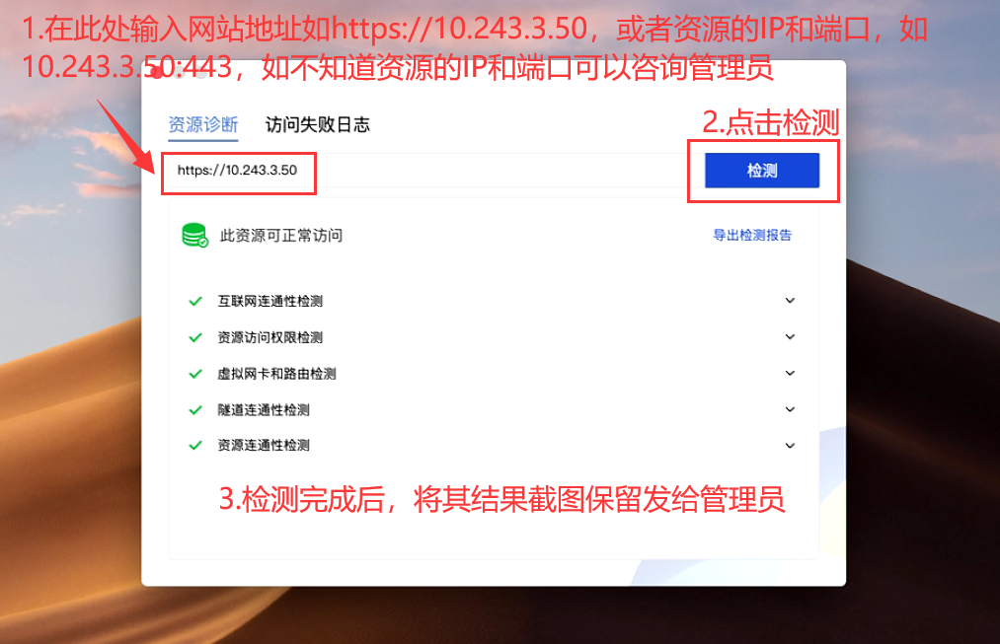 1.在此处输入网站地址如https://10.243.3.50，或者资源的IP和端口，如
10.243.3.50:443，如不知道资源的IP和端口可以咨询管理员
资源诊断 访问失败日志
2.点击检测
https://10.243.3.50
检测
此资源可正常访问
导出检测报告
互联网连通性检测
资源访问权限检测
虚拟网卡和路由检测
隧道连通性检测
资源连通性检测
3.检测完成后，将其结果截图保留发给管理员